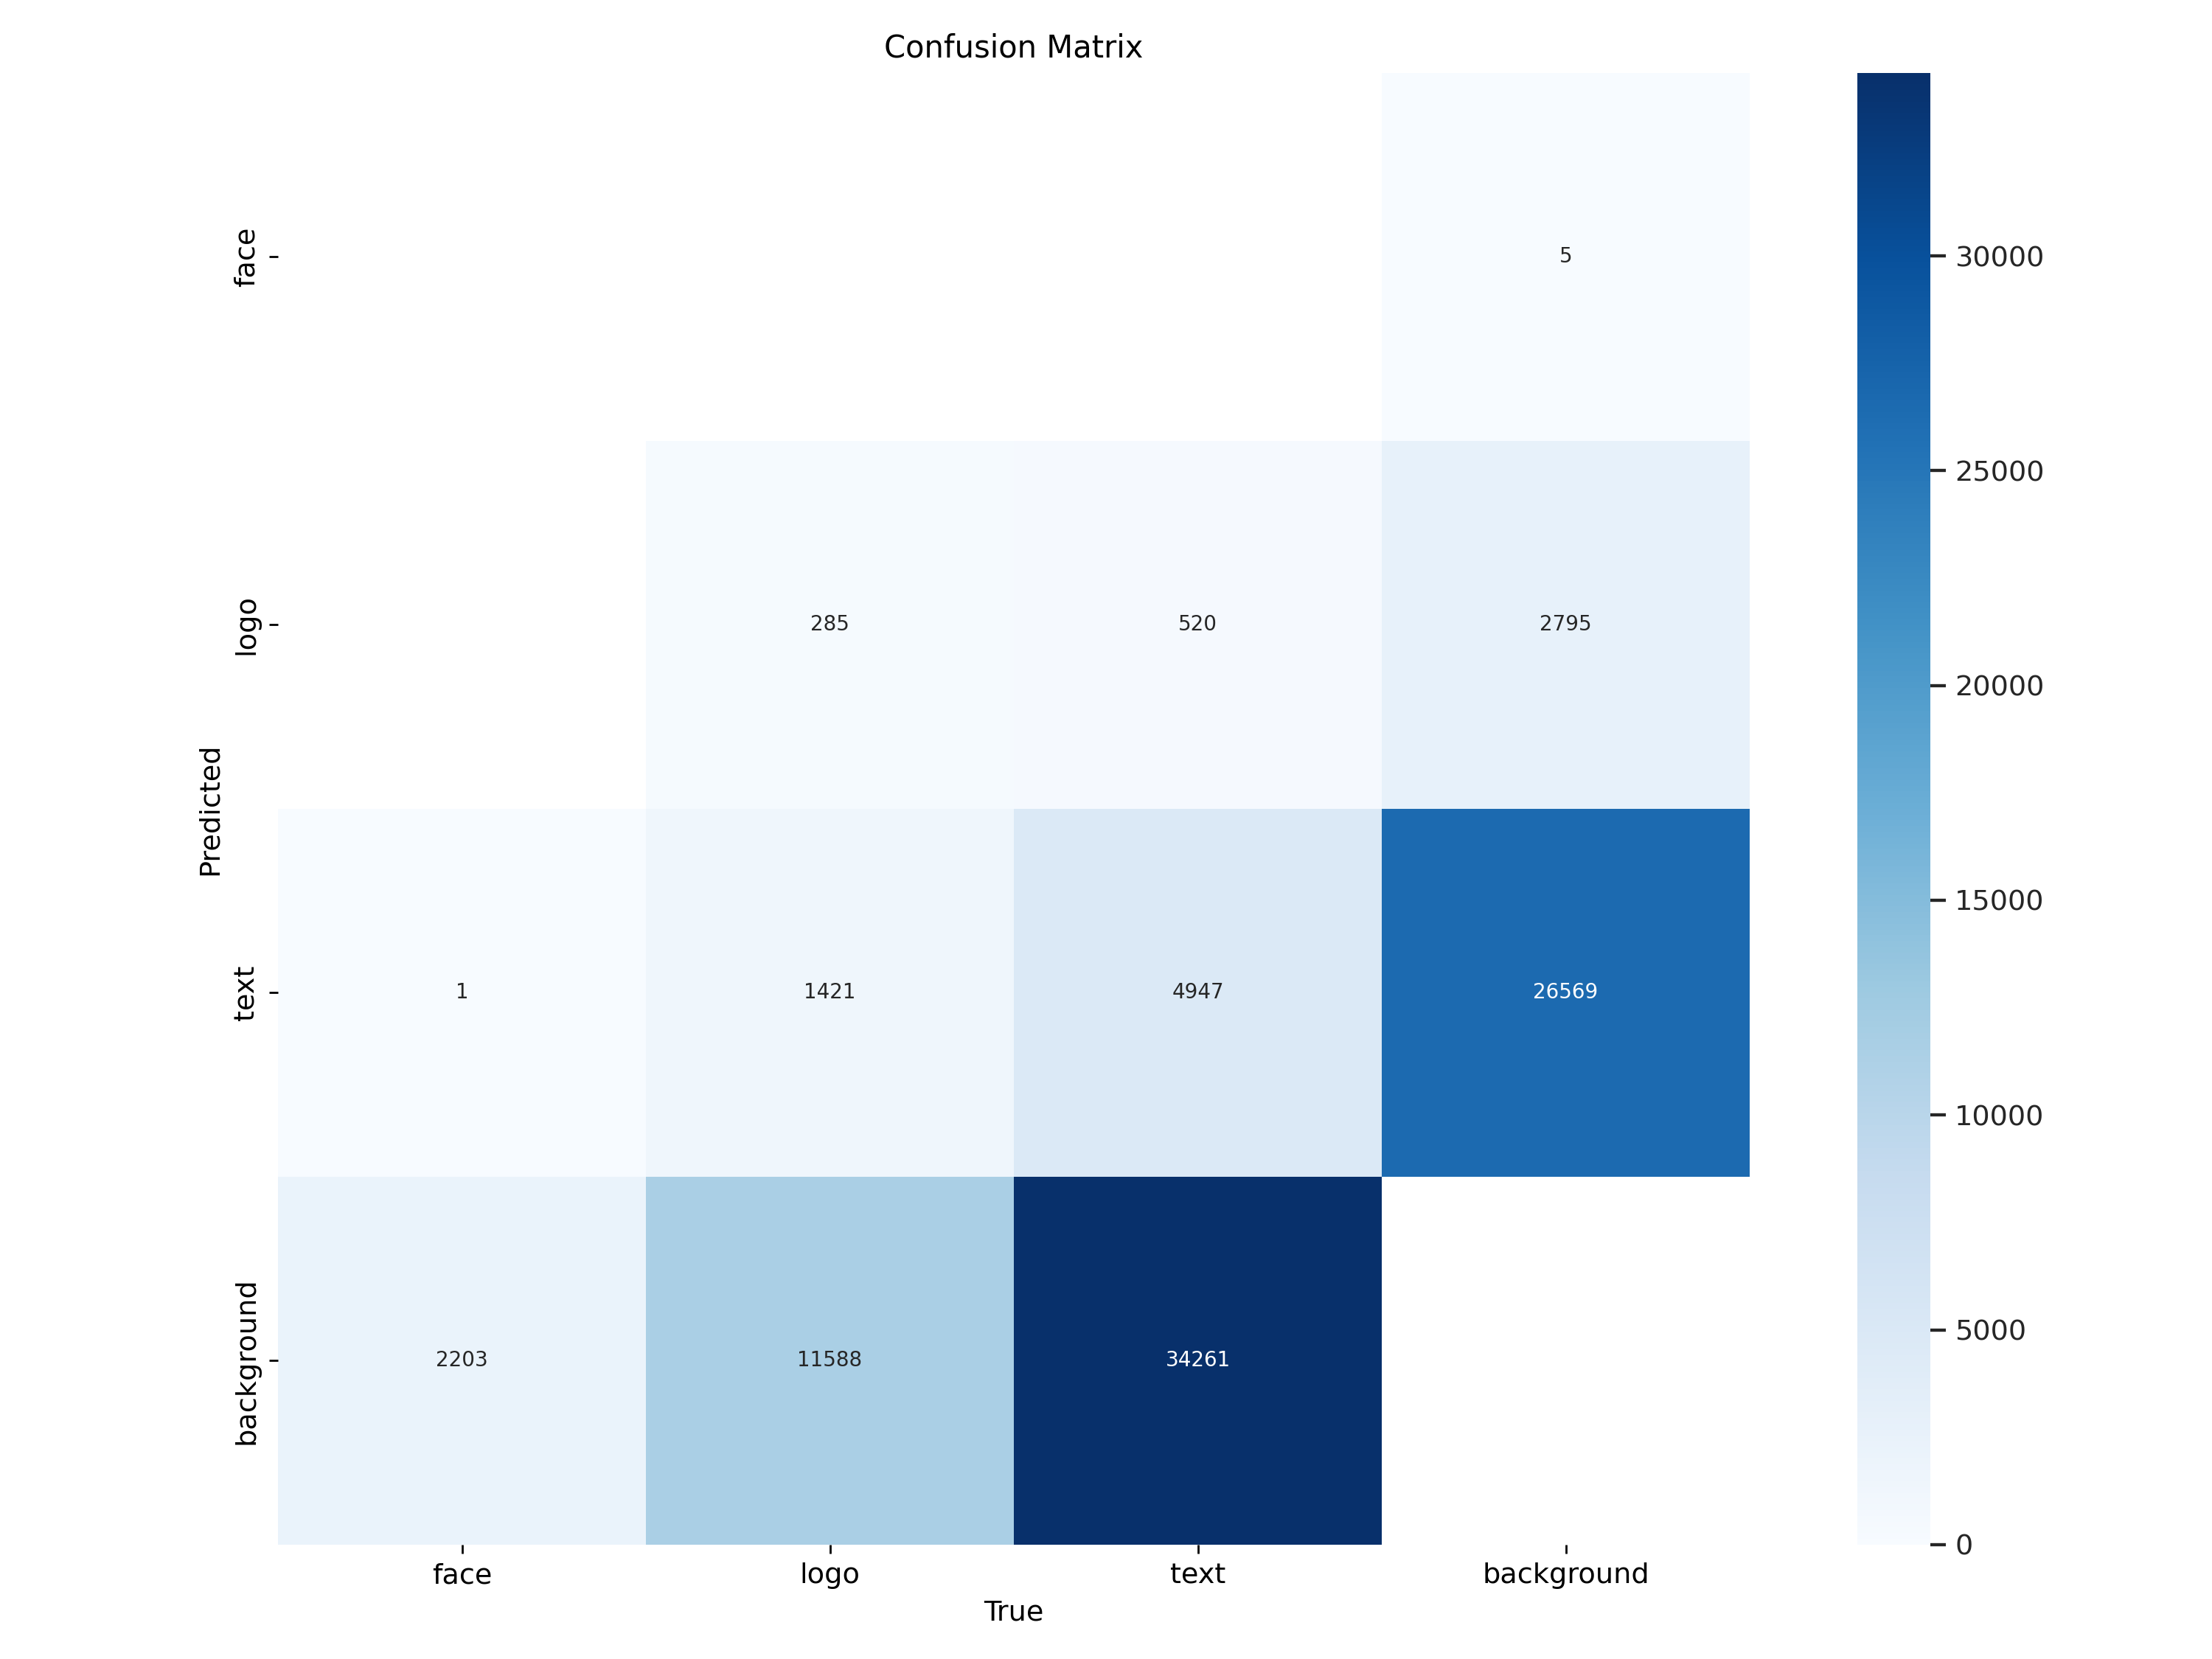 Confusion Matrix
face
5
30000
25000
logo
285 520 2795
20000
Predicted
15000
text
1 1421 4947 26569
10000
5000
background
2203 11588 34261
0
face logo text background
True